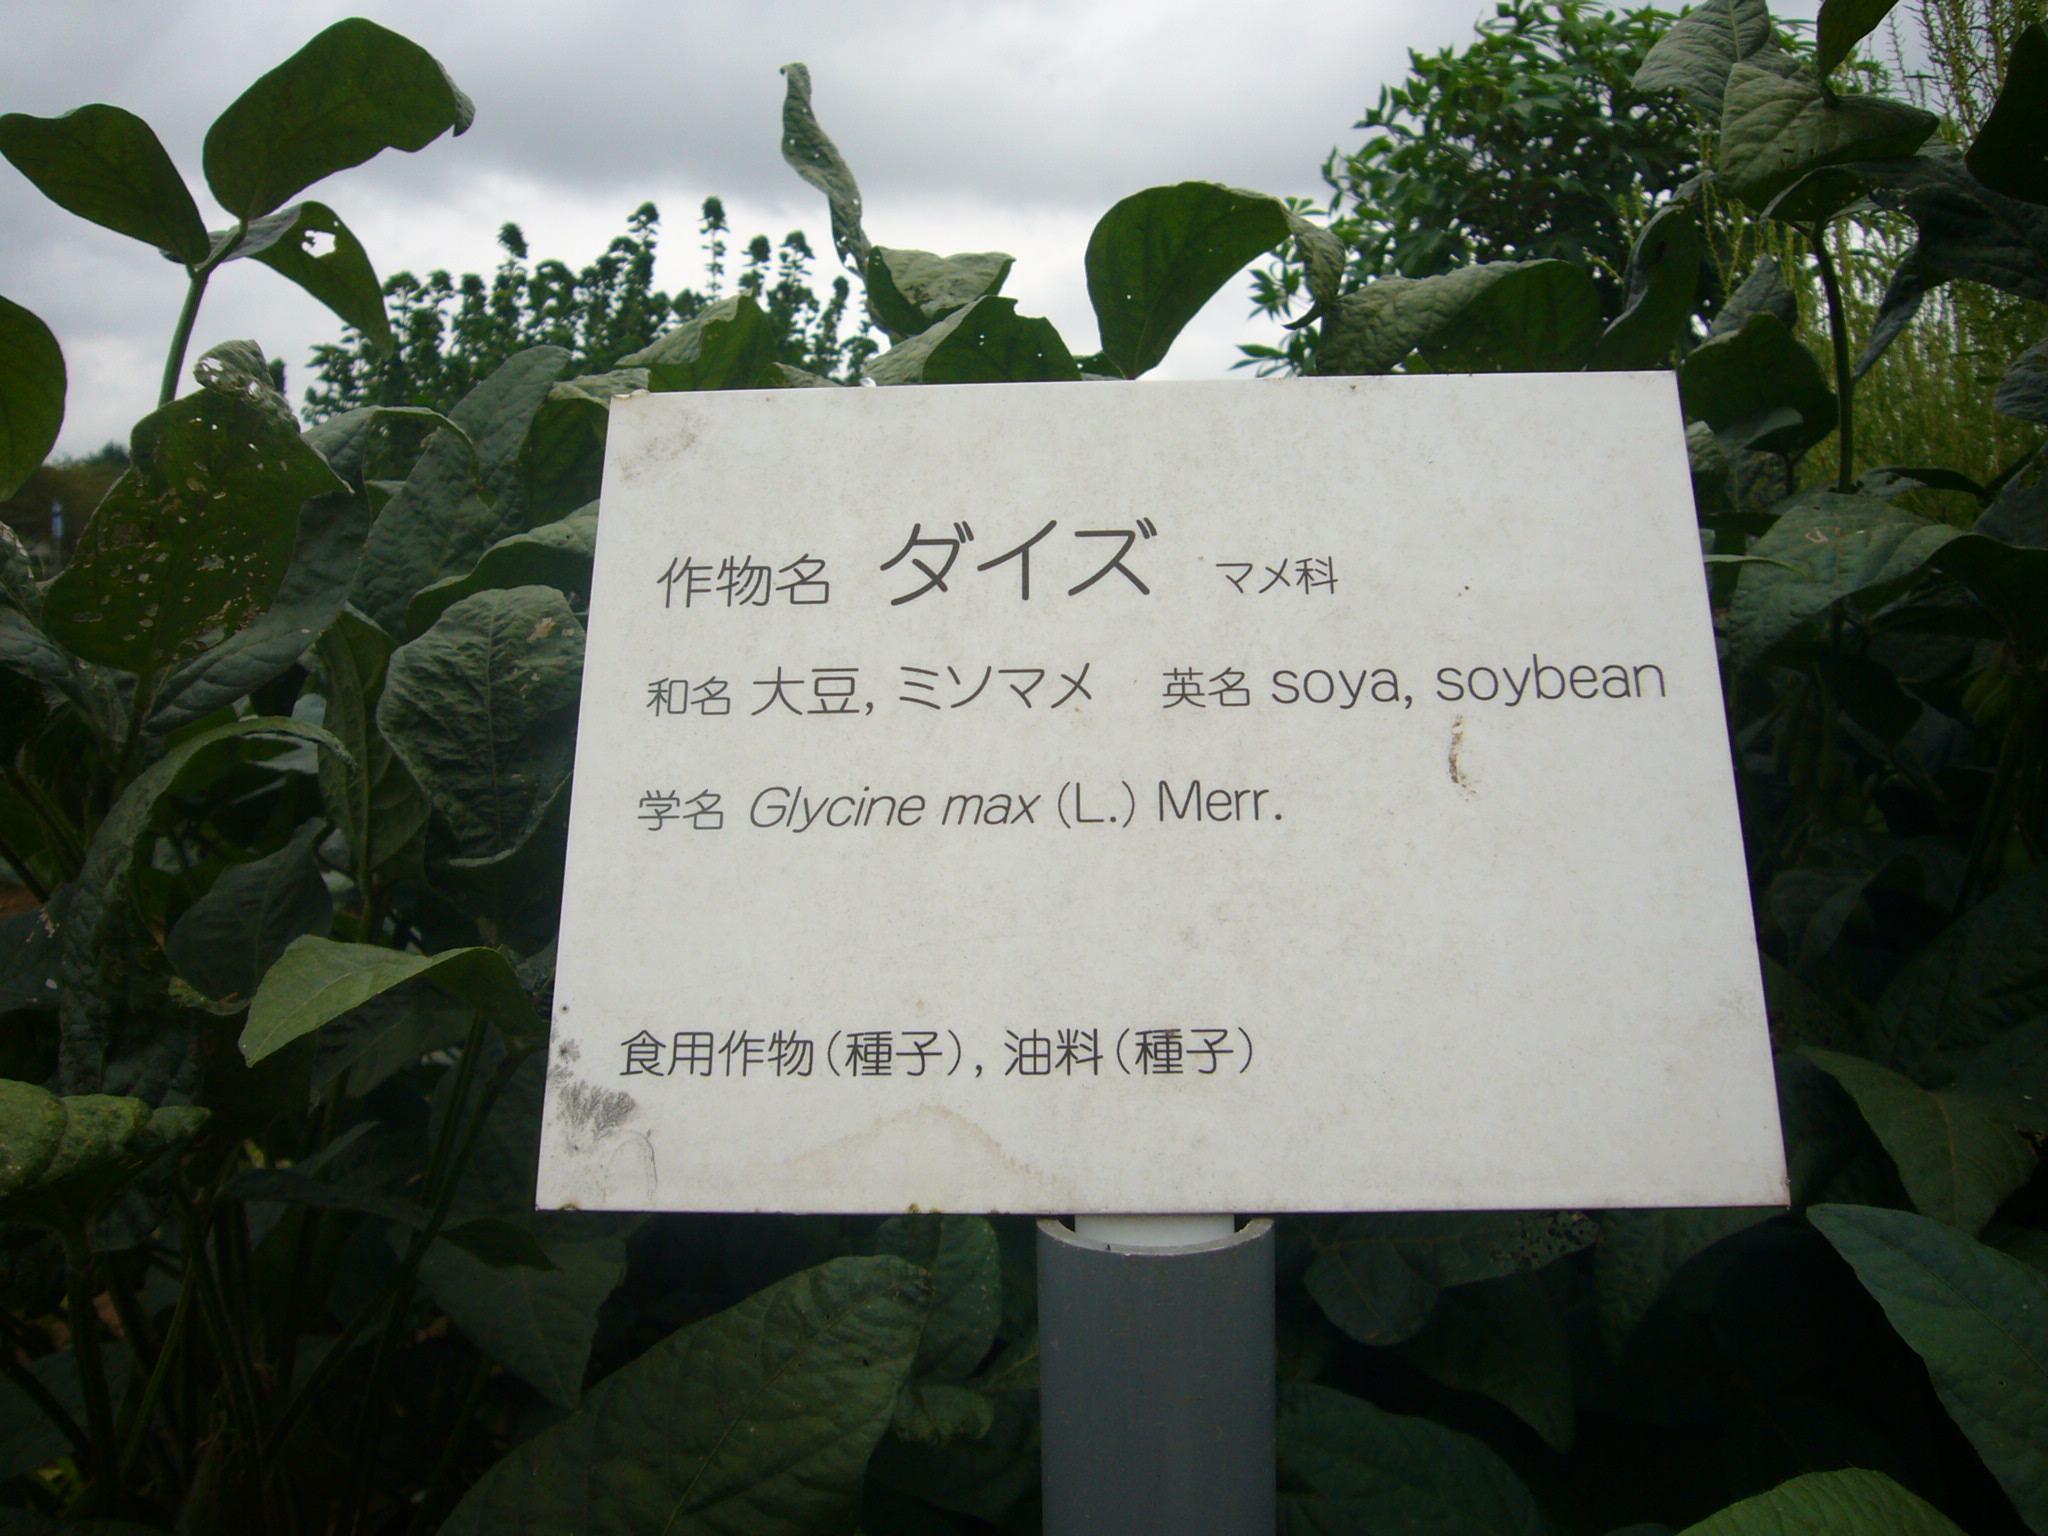 作物名 ダイズ マメ科
和名 大豆, ミソマメ 英名 soya, soybean
学名 Glycine max (L.) Merr.
食用作物(種子), 油料(種子)